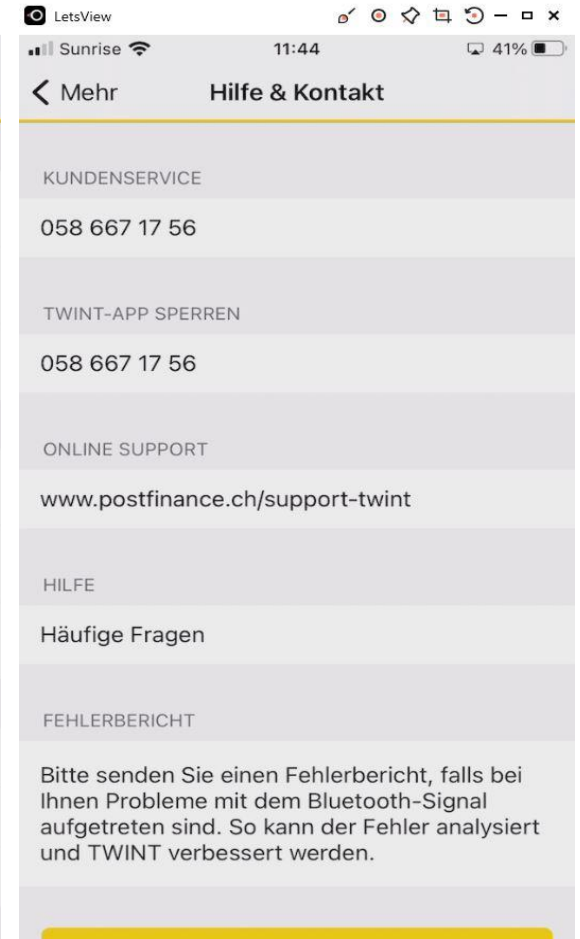 LetsView
Sunrise 11:44 41%
Mehr Hilfe & Kontakt
KUNDENSERVICE
058 667 17 56
TWINT-APP SPERREN
058 667 17 56
ONLINE SUPPORT
www.postfinance.ch/support-twint
HILFE
Häufige Fragen
FEHLERBERICHT
Bitte senden Sie einen Fehlerbericht, falls bei
Ihnen Probleme mit dem Bluetooth-Signal
aufgetreten sind. So kann der Fehler analysiert
und TWINT verbessert werden.